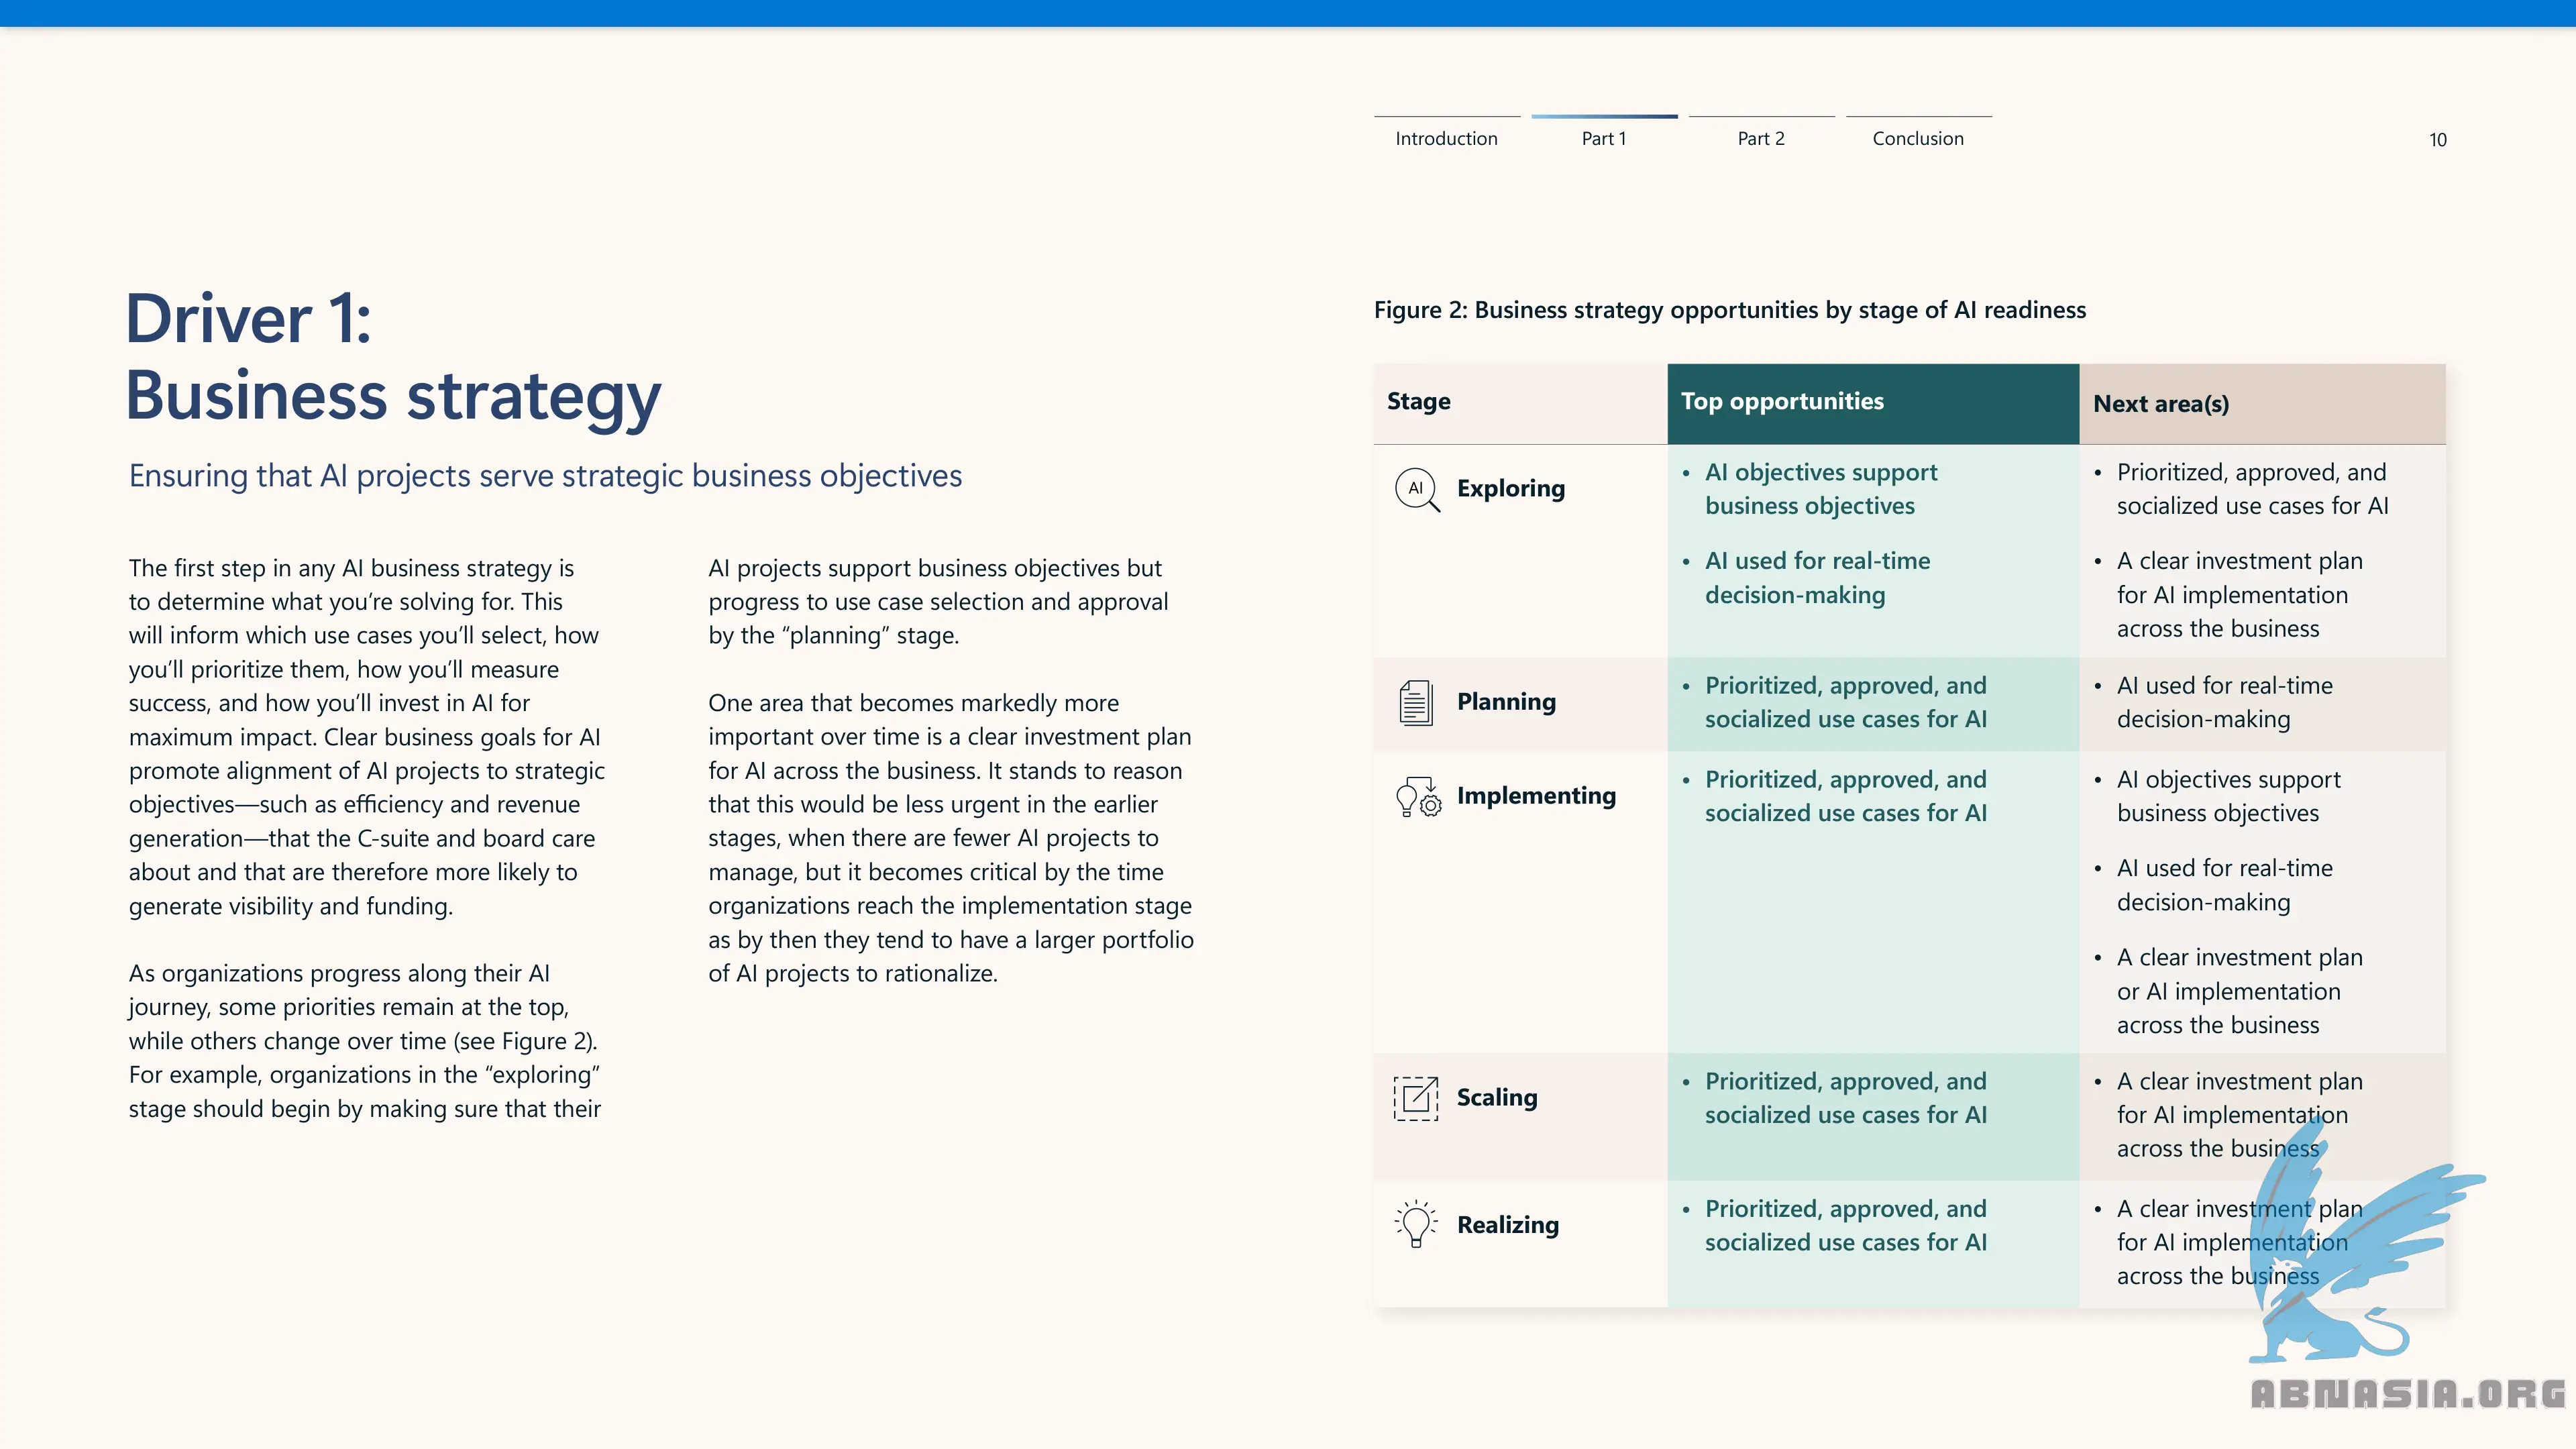 Introduction
Part 1
Part 2
Conclusion
10
Driver 1:
Business strategy
Ensuring that AI projects serve strategic business objectives
The first step in any AI business strategy is
to determine what you’re solving for. This
will inform which use cases you’ll select, how
you’ll prioritize them, how you’ll measure
success, and how you’ll invest in AI for
maximum impact. Clear business goals for AI
promote alignment of AI projects to strategic
objectives—such as efficiency and revenue
generation—that the C-suite and board care
about and that are therefore more likely to
generate visibility and funding.
As organizations progress along their AI
journey, some priorities remain at the top,
while others change over time (see Figure 2).
For example, organizations in the “exploring”
stage should begin by making sure that their
AI projects support business objectives but
progress to use case selection and approval
by the “planning” stage.
One area that becomes markedly more
important over time is a clear investment plan
for AI across the business. It stands to reason
that this would be less urgent in the earlier
stages, when there are fewer AI projects to
manage, but it becomes critical by the time
organizations reach the implementation stage
as by then they tend to have a larger portfolio
of AI projects to rationalize.
Figure 2: Business strategy opportunities by stage of AI readiness
Stage
Top opportunities
Next area(s)
AI
Exploring
• AI objectives support
business objectives
• AI used for real-time
decision-making
• Prioritized, approved, and
socialized use cases for AI
• A clear investment plan
for AI implementation
across the business
Planning
• Prioritized, approved, and
socialized use cases for AI
• AI used for real-time
decision-making
Implementing
• Prioritized, approved, and
socialized use cases for AI
• AI objectives support
business objectives
• AI used for real-time
decision-making
• A clear investment plan
or AI implementation
across the business
Scaling
• Prioritized, approved, and
socialized use cases for AI
• A clear investment plan
for AI implementation
across the business
Realizing
• Prioritized, approved, and
socialized use cases for AI
• A clear investment plan
for AI implementation
across the business
ABNASIA.ORG